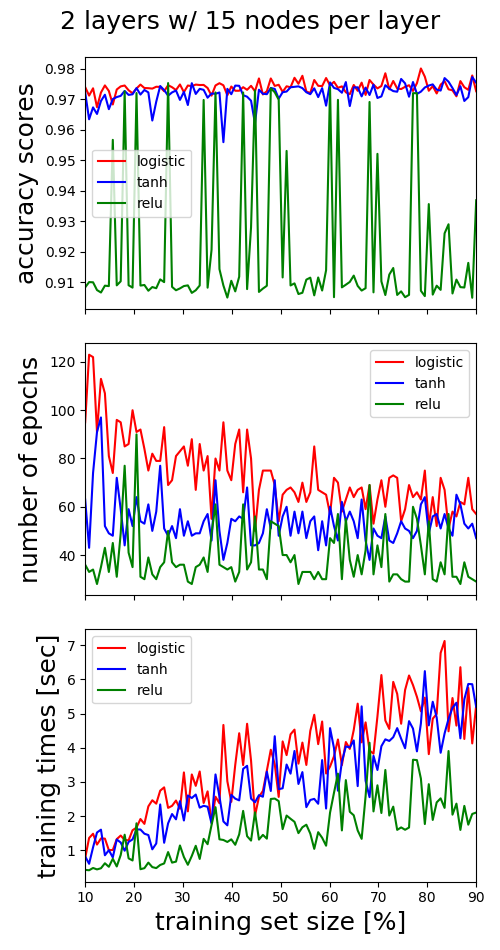 2 layers w/ 15 nodes per layer
accuracy scores
0.98
0.97
0.96
0.95
0.94
0.93
0.92
0.91
logistic
tanh
relu
number of epochs
120
100
80
60
40
logistic
tanh
relu
training times [sec]
7
6
5
4
3
2
1
logistic
tanh
relu
10 20 30 40 50 60 70 80 90
training set size [%]